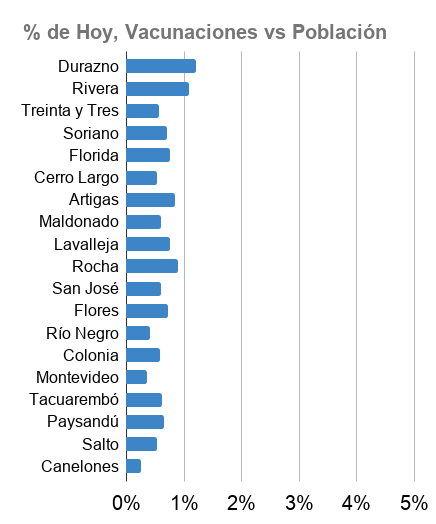 % de Hoy, Vacunaciones vs Población
Durazno
Rivera
Treinta y Tres
Soriano
Florida
Cerro Largo
Artigas
Maldonado
Lavalleja
Rocha
San José
Flores
Río Negro
Colonia
Montevideo
Tacuarembó
Paysandú
Salto
Canelones
0% 1% 2% 3% 4% 5%